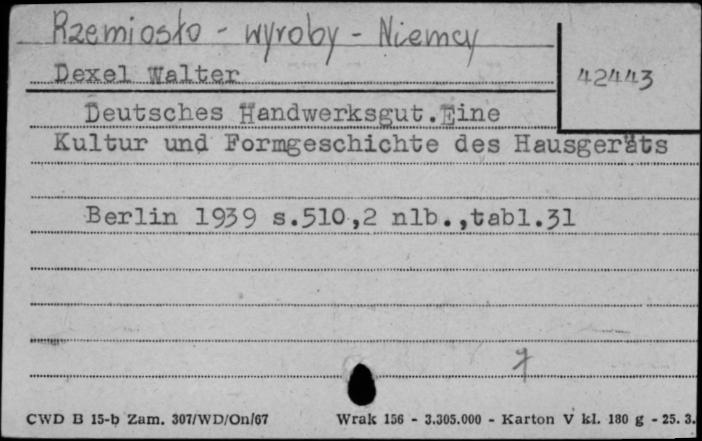 Rzemiosło - wyroby - Niemcy
Dexel Walter
42443
Deutsches Handwerksgut.Eine
Kultur und Formgeschichte des Hausgeräts
Berlin 1939 s.510,2 nlb.,tabl.31
CWD B 15-b Zam. 307/WD/On/67 Wrak 156 - 3.305.000 - Karton V kl. 180 g - 25. 3.